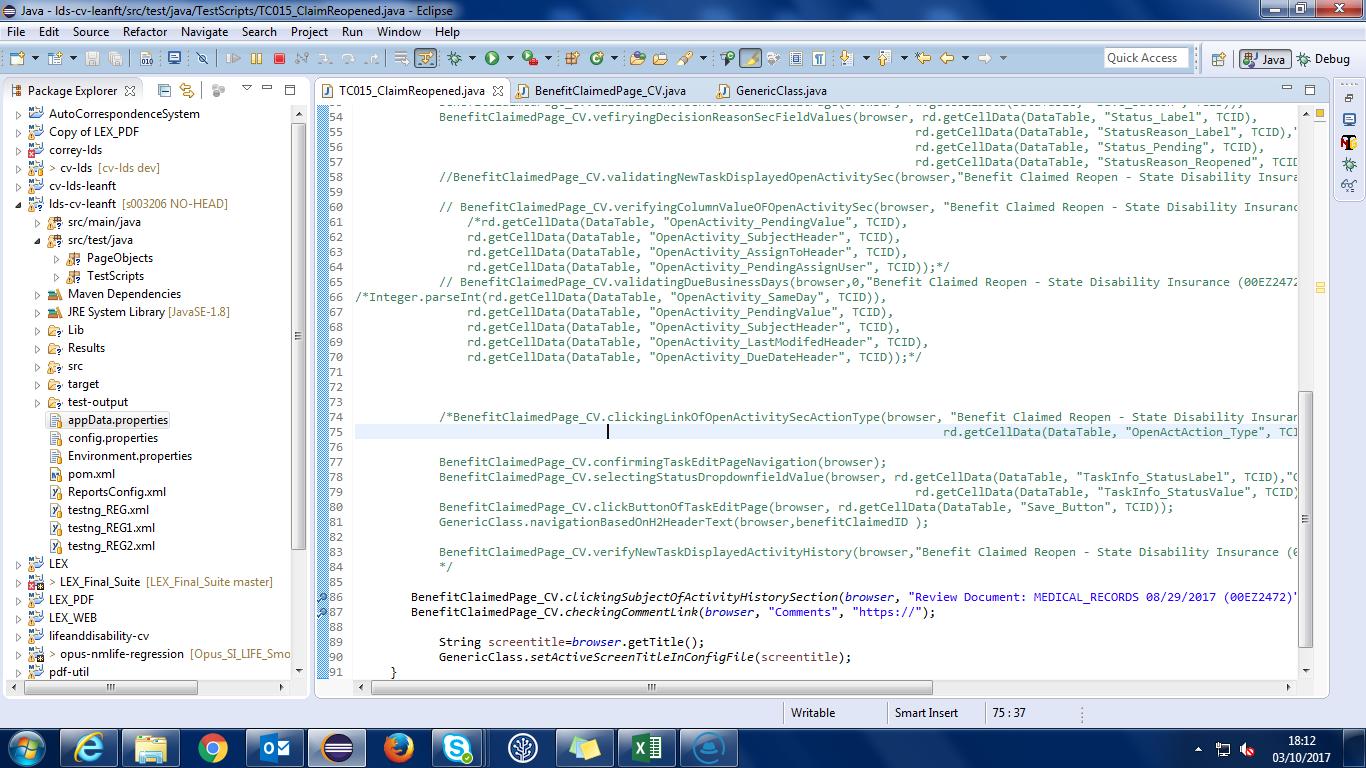 Java - lds-cv-leanft/src/test/java/TestScripts/TC015_ClaimReopened.java - Eclipse
File Edit Source Refactor Navigate Search Project Run Window Help
Quick Access
Java
Debug
Package Explorer
AutoCorrespondenceSystem
Copy of LEX_PDF
correy-lds
> cv-lds [cv-lds dev]
cv-lds-leanft
lds-cv-leanft [s003206 NO-HEAD]
src/main/java
src/test/java
PageObjects
TestScripts
Maven Dependencies
JRE System Library [JavaSE-1.8]
Lib
Results
src
target
test-output
appData.properties
config.properties
Environment.properties
pom.xml
ReportsConfig.xml
testng_REG.xml
testng_REG1.xml
testng_REG2.xml
LEX
> LEX_Final_Suite [LEX_Final_Suite master]
LEX_PDF
LEX_WEB
lifeanddisability-cv
> opus-nmlife-regression [Opus_SI_LIFE_Smo
pdf-util
TC015_ClaimReopened.java
BenefitClaimedPage_CV.java
GenericClass.java
54 BenefitClaimedPage_CV.vefiryingDecisionReasonSecFieldValues(browser, rd.getCellData(DataTable, "Status_Label", TCID),
55 rd.getCellData(DataTable, "StatusReason_Label", TCID),"
56 rd.getCellData(DataTable, "Status_Pending", TCID),
57 rd.getCellData(DataTable, "StatusReason_Reopened", TCID
58 //BenefitClaimedPage_CV.validatingNewTaskDisplayedOpenActivitySec(browser,"Benefit Claimed Reopen - State Disability Insura
59
60 // BenefitClaimedPage_CV.verifyingColumnValueOFOpenActivitySec(browser, "Benefit Claimed Reopen - State Disability Insuranc
61 /*rd.getCellData(DataTable, "OpenActivity_PendingValue", TCID),
62 rd.getCellData(DataTable, "OpenActivity_SubjectHeader", TCID),
63 rd.getCellData(DataTable, "OpenActivity_AssignToHeader", TCID),
64 rd.getCellData(DataTable, "OpenActivity_PendingAssignUser", TCID));*/
65 // BenefitClaimedPage_CV.validatingDueBusinessDays(browser,0,"Benefit Claimed Reopen - State Disability Insurance (00EZ2472
66 /*Integer.parseInt(rd.getCellData(DataTable, "OpenActivity_SameDay", TCID)),
67 rd.getCellData(DataTable, "OpenActivity_PendingValue", TCID),
68 rd.getCellData(DataTable, "OpenActivity_SubjectHeader", TCID),
69 rd.getCellData(DataTable, "OpenActivity_LastModifedHeader", TCID),
70 rd.getCellData(DataTable, "OpenActivity_DueDateHeader", TCID));*/
71
72
73
74 /*BenefitClaimedPage_CV.clickingLinkOfOpenActivitySecActionType(browser, "Benefit Claimed Reopen - State Disability Insuran
75 rd.getCellData(DataTable, "OpenActAction_Type", TCI
76
77 BenefitClaimedPage_CV.confirmingTaskEditPageNavigation(browser);
78 BenefitClaimedPage_CV.selectingStatusDropdownfieldValue(browser, rd.getCellData(DataTable, "TaskInfo_StatusLabel", TCID),"C
79 rd.getCellData(DataTable, "TaskInfo_StatusValue", TCID)
80 BenefitClaimedPage_CV.clickButtonOfTaskEditPage(browser, rd.getCellData(DataTable, "Save_Button", TCID));
81 GenericClass.navigationBasedOnH2HeaderText(browser,benefitClaimedID );
82
83 BenefitClaimedPage_CV.verifyNewTaskDisplayedActivityHistory(browser,"Benefit Claimed Reopen - State Disability Insurance (0
84 */
85
86 BenefitClaimedPage_CV.clickingSubjectOfActivityHistorySection(browser, "Review Document: MEDICAL_RECORDS 08/29/2017 (00EZ2472)"
87 BenefitClaimedPage_CV.checkingCommentLink(browser, "Comments", "https://");
88
89 String screentitle=browser.getTitle();
90 GenericClass.setActiveScreenTitleInConfigFile(screentitle);
91 }
Writable
Smart Insert
75 : 37
18:12
03/10/2017